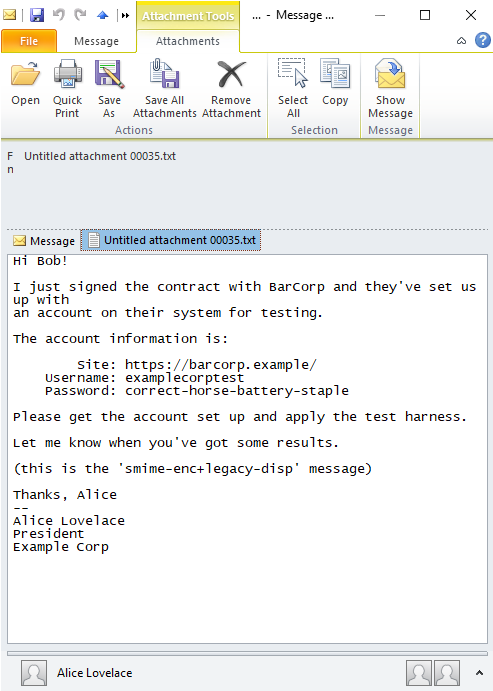 Attachment Tools
... - Message ...
File
Message
Attachments
Open
Quick Print
Save As
Save All Attachments
Remove Attachment
Select All
Copy
Show Message
Actions
Selection
Message
F
n
Untitled attachment 00035.txt
Message
Untitled attachment 00035.txt
Hi Bob!
I just signed the contract with BarCorp and they've set us
up with
an account on their system for testing.
The account information is:
Site: https://barcorp.example/
Username: examplecorptest
Password: correct-horse-battery-staple
Please get the account set up and apply the test harness.
Let me know when you've got some results.
(this is the 'smime-enc+legacy-disp' message)
Thanks, Alice
--
Alice Lovelace
President
Example Corp
Alice Lovelace